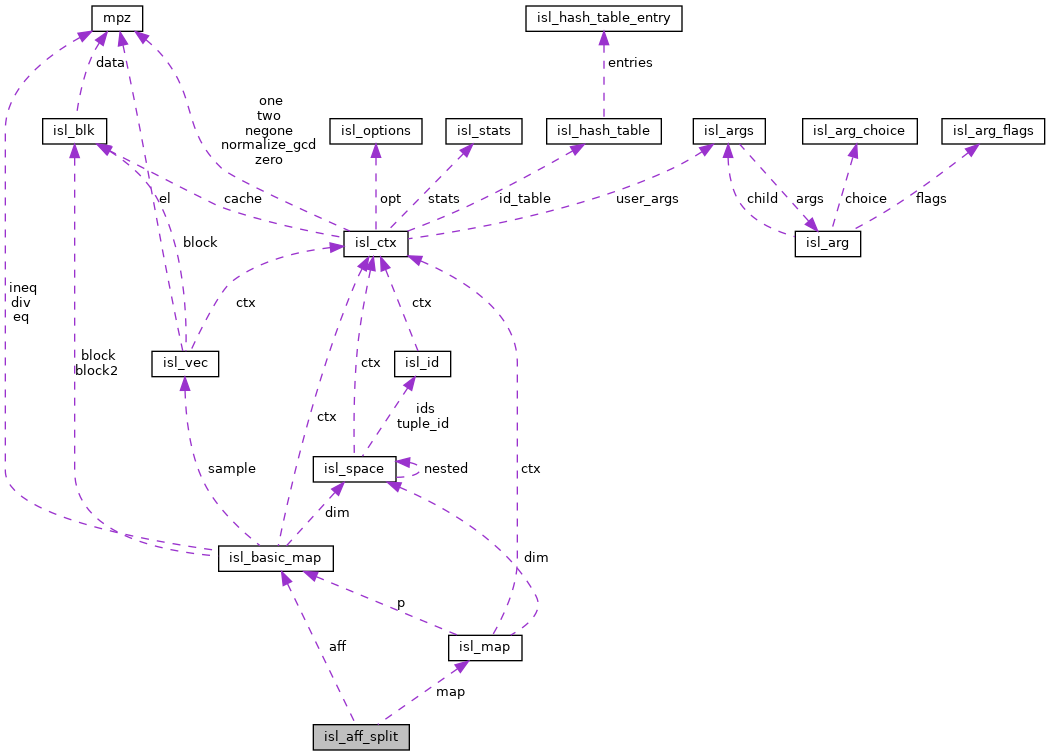 mpz
isl_hash_table_entry
data
entries
one
two
negone
normalize_gcd
zero
isl_blk
isl_options
isl_stats
isl_hash_table
isl_args
isl_arg_choice
isl_arg_flags
el
cache
opt
stats
id_table
user_args
child
args
choice
flags
block
isl_ctx
isl_arg
ineq
div
eq
ctx
ctx
block
block2
isl_vec
ctx
isl_id
ctx
ids
tuple_id
sample
isl_space
nested
ctx
dim
isl_basic_map
dim
p
aff
isl_map
map
isl_aff_split